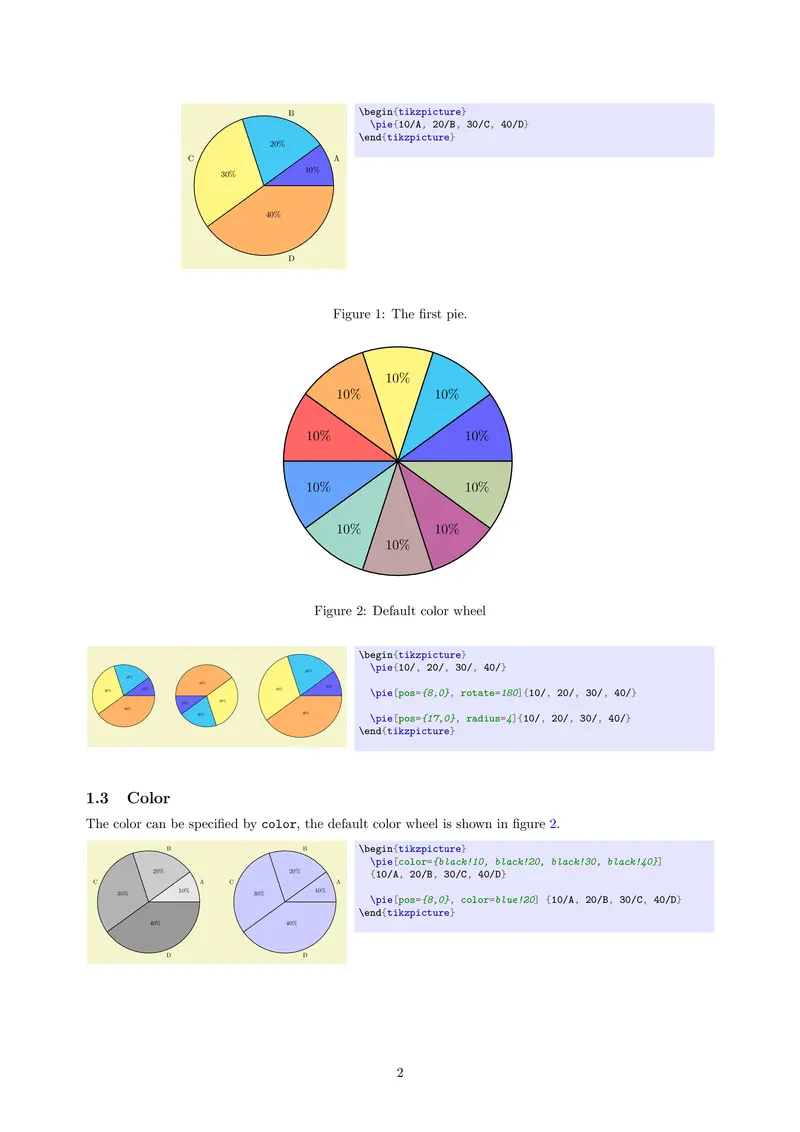 B
C
A
D
20%
10%
30%
40%
\begin{tikzpicture}
\pie{10/A, 20/B, 30/C, 40/D}
\end{tikzpicture}
Figure 1: The first pie.
10%
10%
10%
10%
10%
10%
10%
10%
10%
10%
Figure 2: Default color wheel
20%
10%
30%
40%
40%
10%
30%
20%
20%
10%
30%
40%
\begin{tikzpicture}
\pie{10/, 20/, 30/, 40/}
\pie[pos={8,0}, rotate=180]{10/, 20/, 30/, 40/}
\pie[pos={17,0}, radius=4]{10/, 20/, 30/, 40/}
\end{tikzpicture}
1.3 Color
The color can be specified by color, the default color wheel is shown in figure 2.
B
C
A
D
20%
10%
30%
40%
B
C
A
D
20%
10%
30%
40%
\begin{tikzpicture}
\pie[color={black!10, black!20, black!30, black!40}]
{10/A, 20/B, 30/C, 40/D}
\pie[pos={8,0}, color=blue!20] {10/A, 20/B, 30/C, 40/D}
\end{tikzpicture}
2